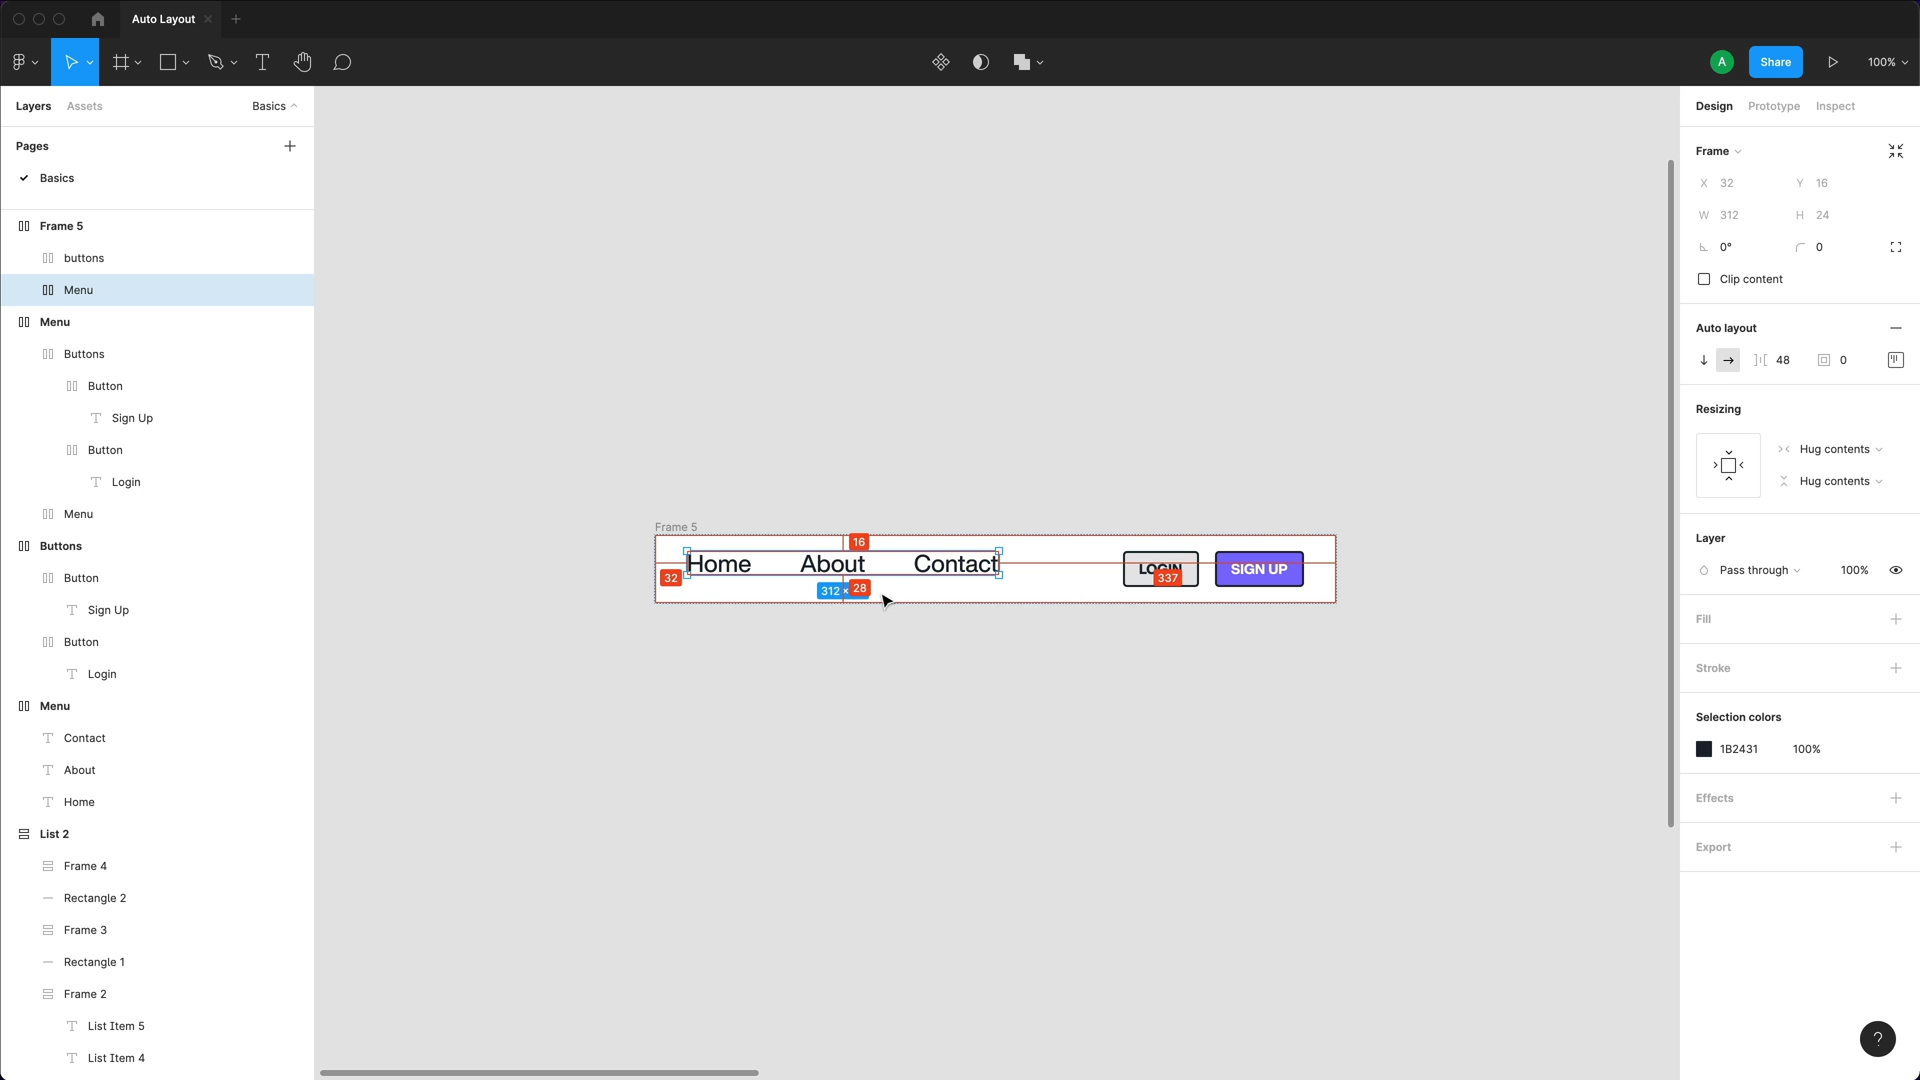 Auto Layout
A
Share
100%
Layers Assets Basics
Pages
Basics
Frame 5
buttons
Menu
Menu
Buttons
Button
Sign Up
Button
Login
Menu
Buttons
Button
Sign Up
Button
Login
Menu
Contact
About
Home
List 2
Frame 4
Rectangle 2
Frame 3
Rectangle 1
Frame 2
List Item 5
List Item 4
Frame 5
16
Home About Contact
LOGIN
SIGN UP
32
337
312 ×
28
Design Prototype Inspect
Frame
X 32 Y 16
W 312 H 24
0° 0
Clip content
Auto layout
48 0
Resizing
Hug contents
Hug contents
Layer
Pass through 100%
Fill
Stroke
Selection colors
1B2431 100%
Effects
Export
?